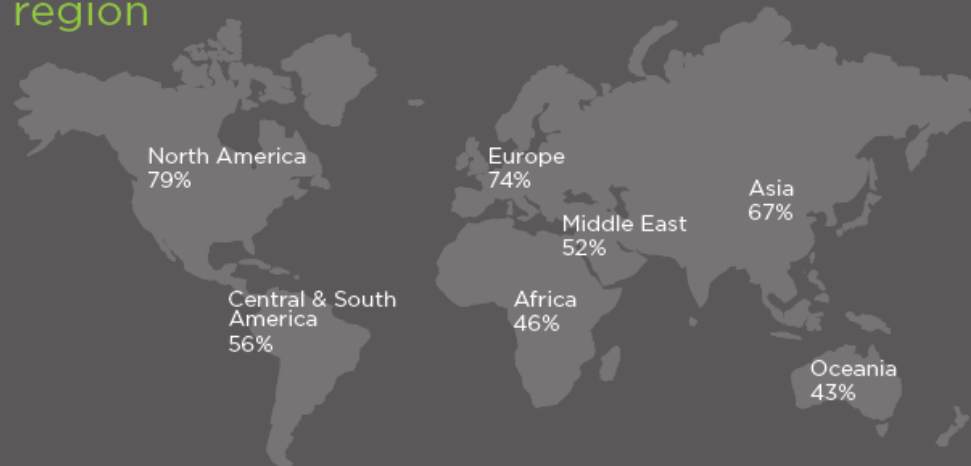 region
North America
79%
Europe
74%
Asia
67%
Middle East
52%
Central & South
America
56%
Africa
46%
Oceania
43%